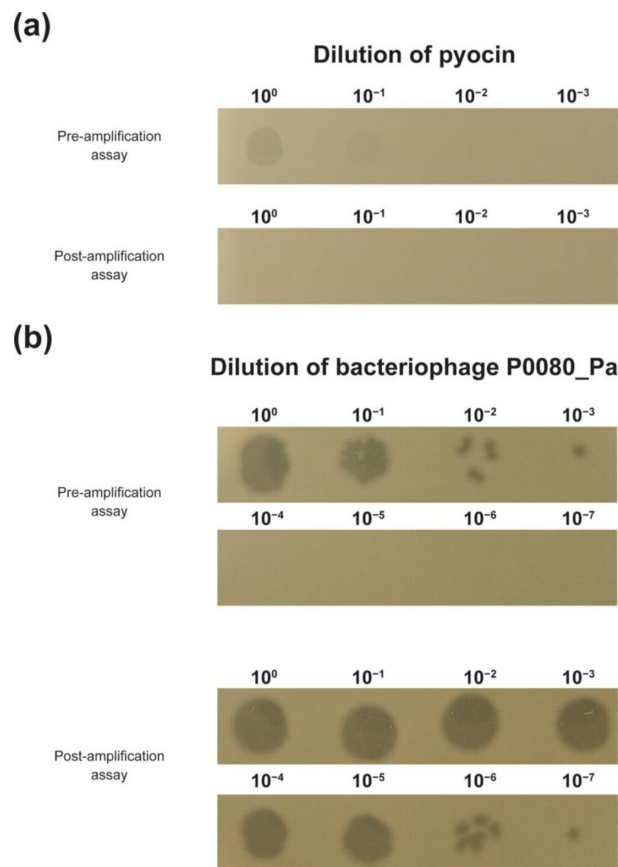 (a)
Dilution of pyocin
10⁰ 10⁻¹ 10⁻² 10⁻³
Pre-amplification
assay
10⁰ 10⁻¹ 10⁻² 10⁻³
Post-amplification
assay
(b)
Dilution of bacteriophage P0080_Pa
10⁰ 10⁻¹ 10⁻² 10⁻³
Pre-amplification
assay
10⁻⁴ 10⁻⁵ 10⁻⁶ 10⁻⁷
10⁰ 10⁻¹ 10⁻² 10⁻³
Post-amplification
assay
10⁻⁴ 10⁻⁵ 10⁻⁶ 10⁻⁷